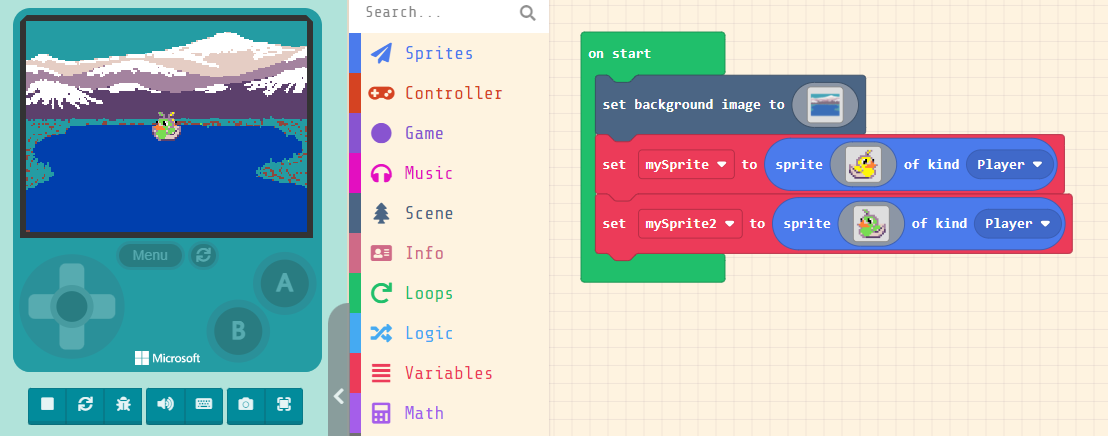 Search...
Sprites
Controller
Game
Music
Scene
Info
Loops
Logic
Variables
Math
Menu
A
B
Microsoft
on start
set background image to
set mySprite to sprite of kind Player
set mySprite2 to sprite of kind Player